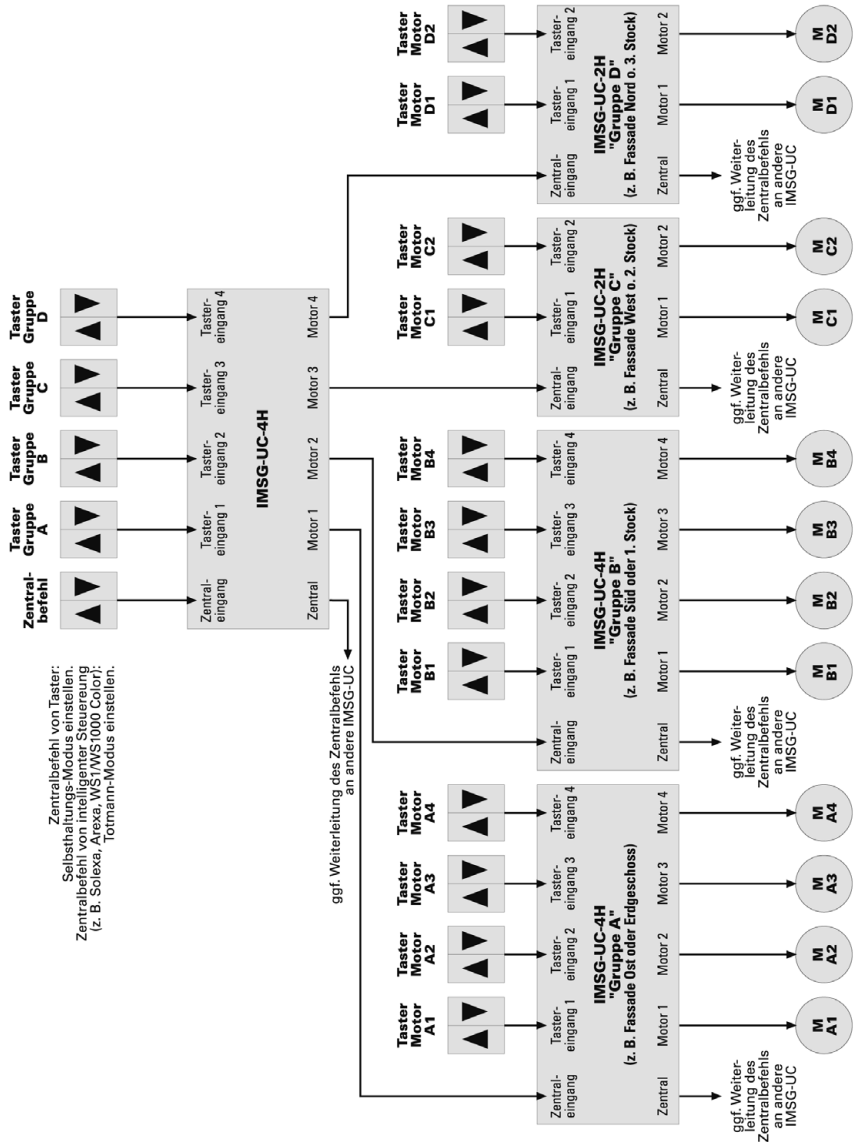 Zentralbefehl von Taster:
Selbsthaltungs-Modus einstellen.
Zentralbefehl von intelligenter Steuereung
(z. B. Solexa, Arexa, WS1/WS1000 Color):
Totmann-Modus einstellen.
Zentral-
befehl
Taster
Gruppe
A
Taster
Gruppe
B
Taster
Gruppe
C
Taster
Gruppe
D
Zentral-
eingang
Taster-
eingang 1
Taster-
eingang 2
Taster-
eingang 3
Taster-
eingang 4
IMSG-UC-4H
Zentral
Motor 1
Motor 2
Motor 3
Motor 4
ggf. Weiterleitung des Zentralbefehls
an andere IMSG-UC
Taster
Motor
A1
Taster
Motor
A2
Taster
Motor
A3
Taster
Motor
A4
Zentral-
eingang
Taster-
eingang 1
Taster-
eingang 2
Taster-
eingang 3
Taster-
eingang 4
IMSG-UC-4H
"Gruppe A"
(z. B. Fassade Ost oder Erdgeschoss)
Zentral
Motor 1
Motor 2
Motor 3
Motor 4
ggf. Weiter-
leitung des
Zentralbefehls
an andere
IMSG-UC
M
A1
M
A2
M
A3
M
A4
Taster
Motor
B1
Taster
Motor
B2
Taster
Motor
B3
Taster
Motor
B4
Zentral-
eingang
Taster-
eingang 1
Taster-
eingang 2
Taster-
eingang 3
Taster-
eingang 4
IMSG-UC-4H
"Gruppe B"
(z. B. Fassade Süd oder 1. Stock)
Zentral
Motor 1
Motor 2
Motor 3
Motor 4
ggf. Weiter-
leitung des
Zentralbefehls
an andere
IMSG-UC
M
B1
M
B2
M
B3
M
B4
Taster
Motor
C1
Taster
Motor
C2
Zentral-
eingang
Taster-
eingang 1
Taster-
eingang 2
IMSG-UC-2H
"Gruppe C"
(z. B. Fassade West o. 2. Stock)
Zentral
Motor 1
Motor 2
ggf. Weiter-
leitung des
Zentralbefehls
an andere
IMSG-UC
M
C1
M
C2
Taster
Motor
D1
Taster
Motor
D2
Zentral-
eingang
Taster-
eingang 1
Taster-
eingang 2
IMSG-UC-2H
"Gruppe D"
(z. B. Fassade Nord o. 3. Stock)
Zentral
Motor 1
Motor 2
ggf. Weiter-
leitung des
Zentralbefehls
an andere
IMSG-UC
M
D1
M
D2